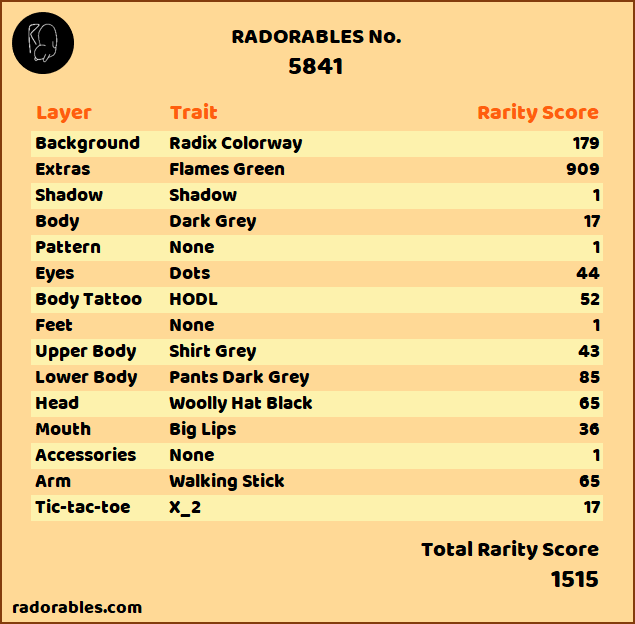 RADORABLES No.
5841
Layer Trait Rarity Score
Background Radix Colorway 179
Extras Flames Green 909
Shadow Shadow 1
Body Dark Grey 17
Pattern None 1
Eyes Dots 44
Body Tattoo HODL 52
Feet None 1
Upper Body Shirt Grey 43
Lower Body Pants Dark Grey 85
Head Woolly Hat Black 65
Mouth Big Lips 36
Accessories None 1
Arm Walking Stick 65
Tic-tac-toe X_2 17
Total Rarity Score
1515
radorables.com